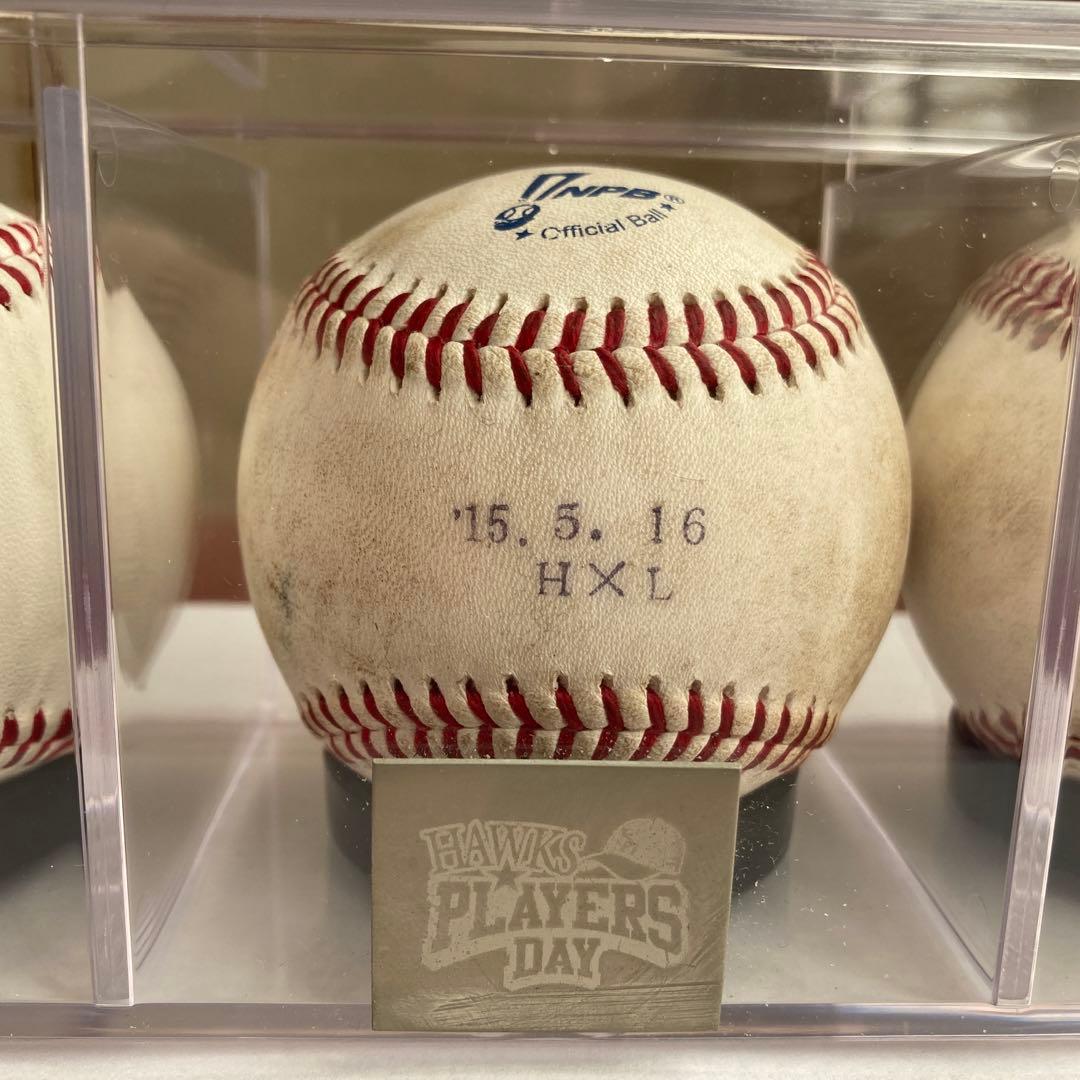 NPB®
★ Official Ball ★
'15. 5. 16
H×L
HAWKS
PLAYERS
DAY